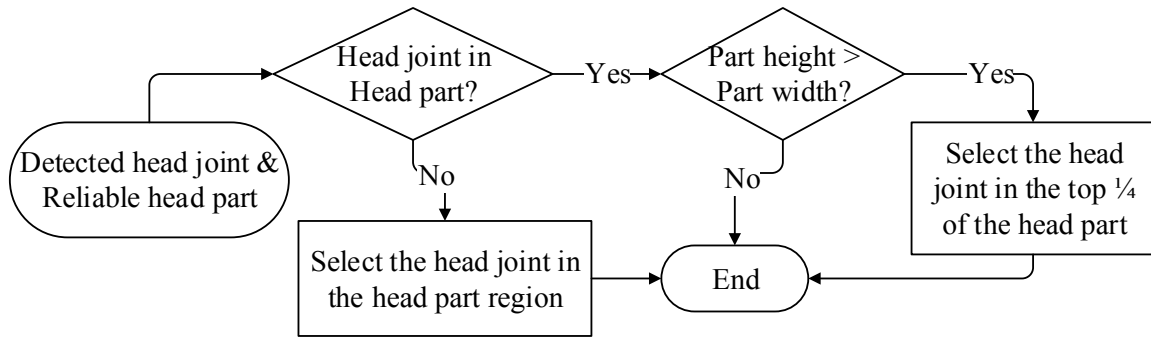 Detected head joint &
Reliable head part
Head joint in
Head part?
Yes
Part height >
Part width?
Yes
Select the head
joint in the top ¼
of the head part
No
Select the head joint in
the head part region
No
End